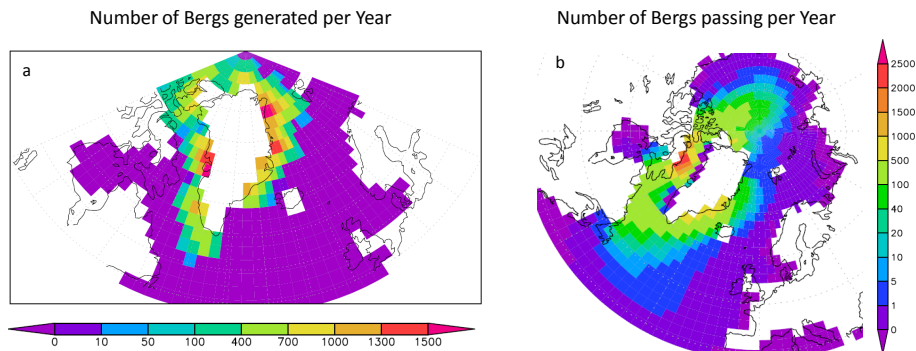 Number of Bergs generated per Year
Number of Bergs passing per Year
a
b
0 10 50 100 400 700 1000 1300 1500
2500
2000
1500
1000
500
100
40
20
10
5
1
0